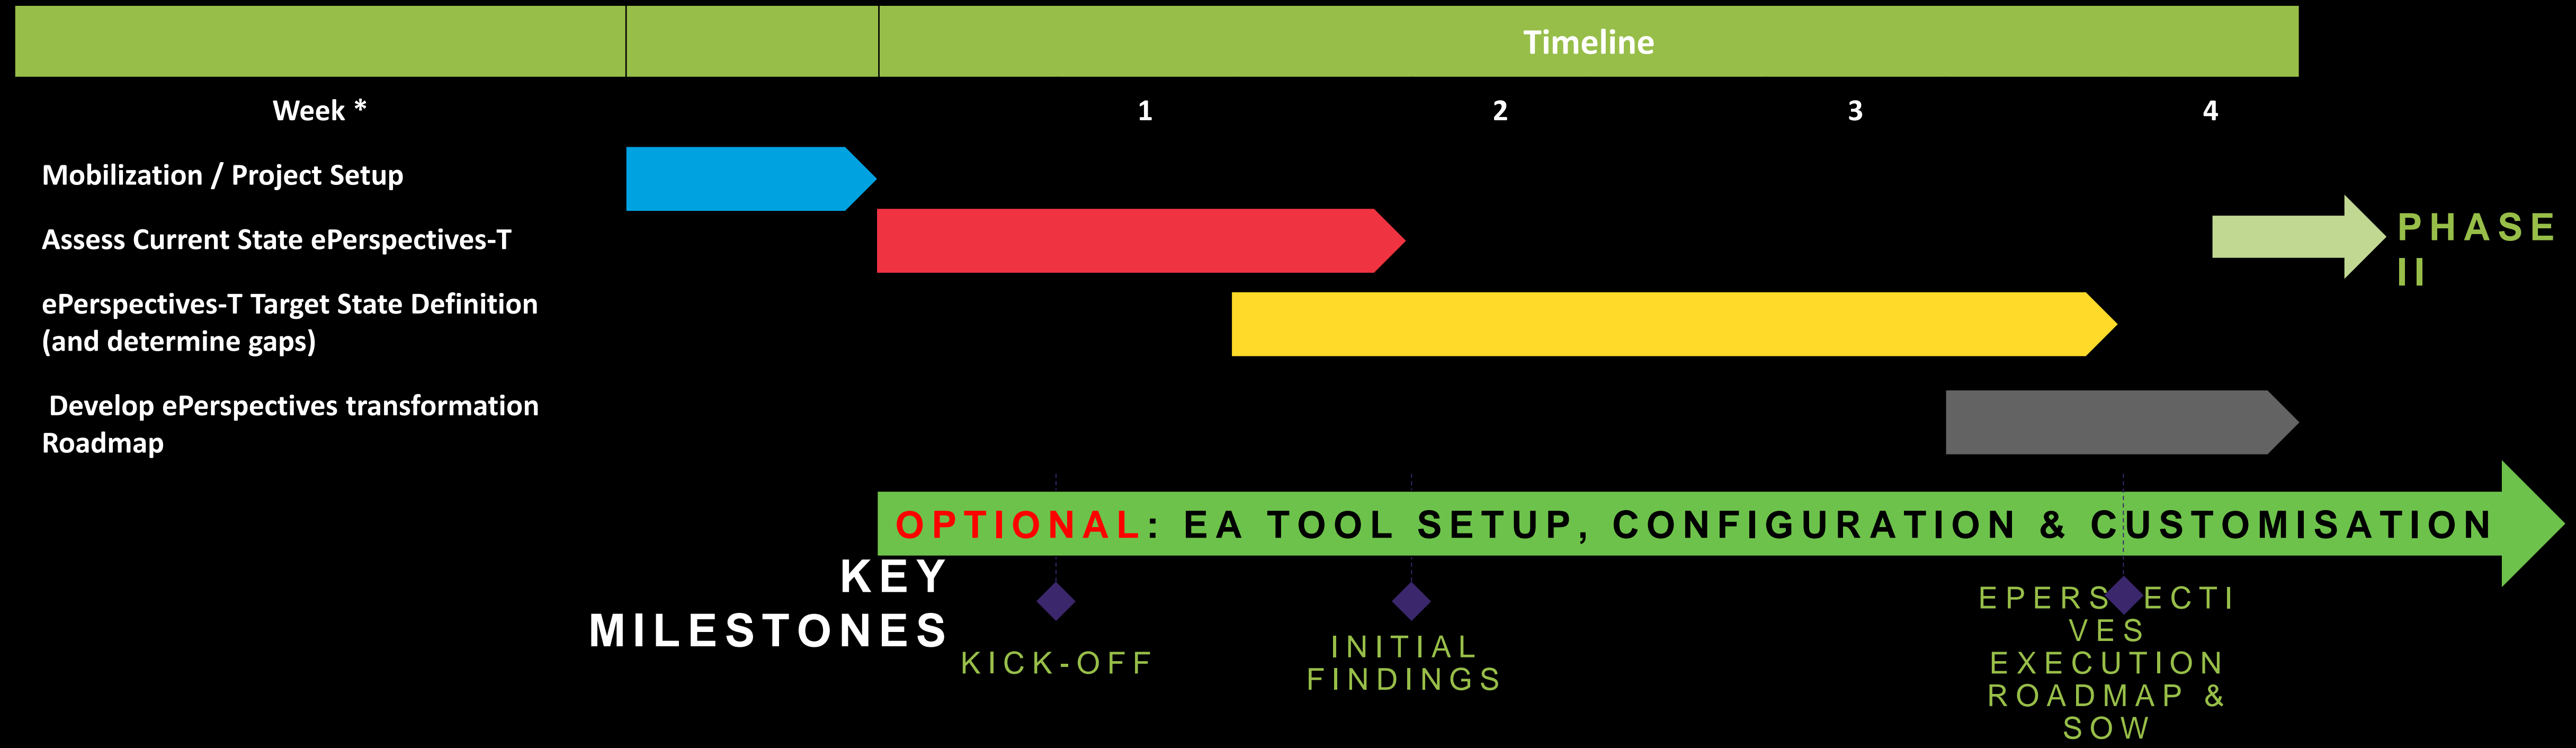 Timeline
Week *
1
2
3
4
Mobilization / Project Setup
Assess Current State ePerspectives-T
PHASE
II
ePerspectives-T Target State Definition
(and determine gaps)
Develop ePerspectives transformation
Roadmap
OPTIONAL: EA TOOL SETUP, CONFIGURATION & CUSTOMISATION
KEY
MILESTONES
KICK-OFF
INITIAL
FINDINGS
EPERSPECTI
VES
EXECUTION
ROADMAP &
SOW